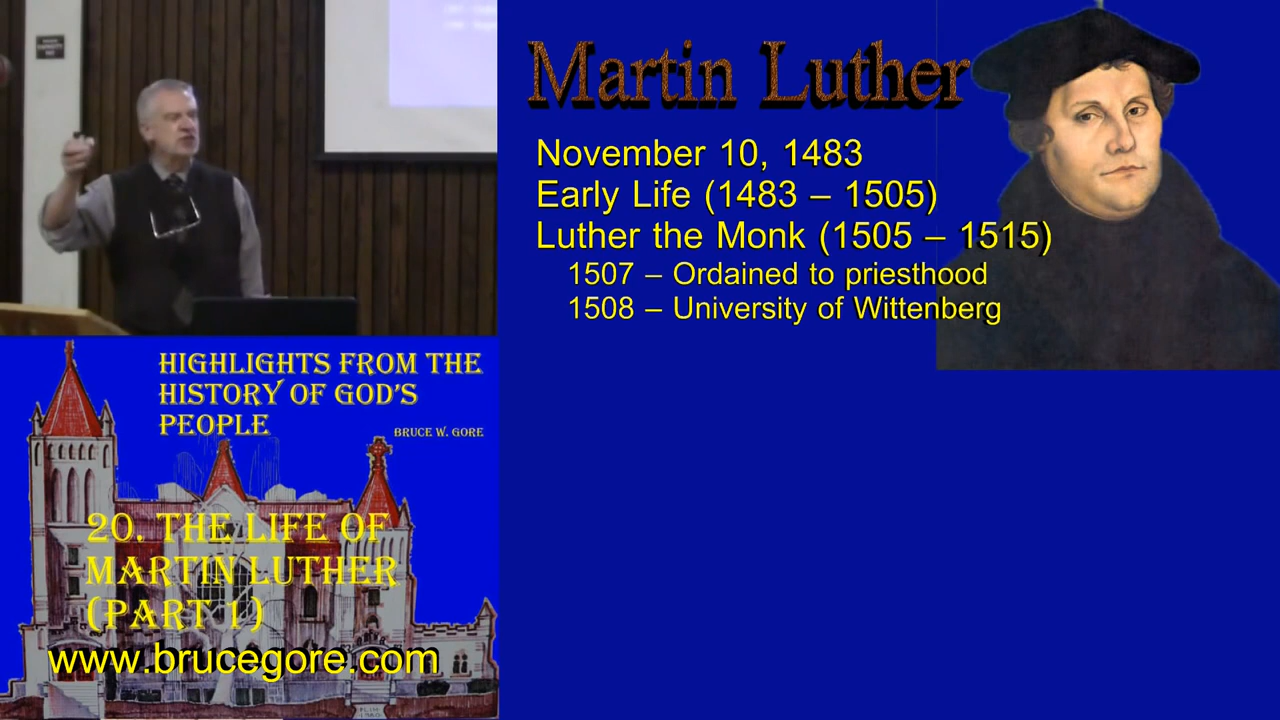 Martin Luther
November 10, 1483
Early Life (1483 – 1505)
Luther the Monk (1505 – 1515)
1507 – Ordained to priesthood
1508 – University of Wittenberg
HIGHLIGHTS FROM THE
HISTORY OF GOD'S
PEOPLE
BRUCE W. GORE
20. THE LIFE OF
MARTIN LUTHER
(PART 1)
www.brucegore.com